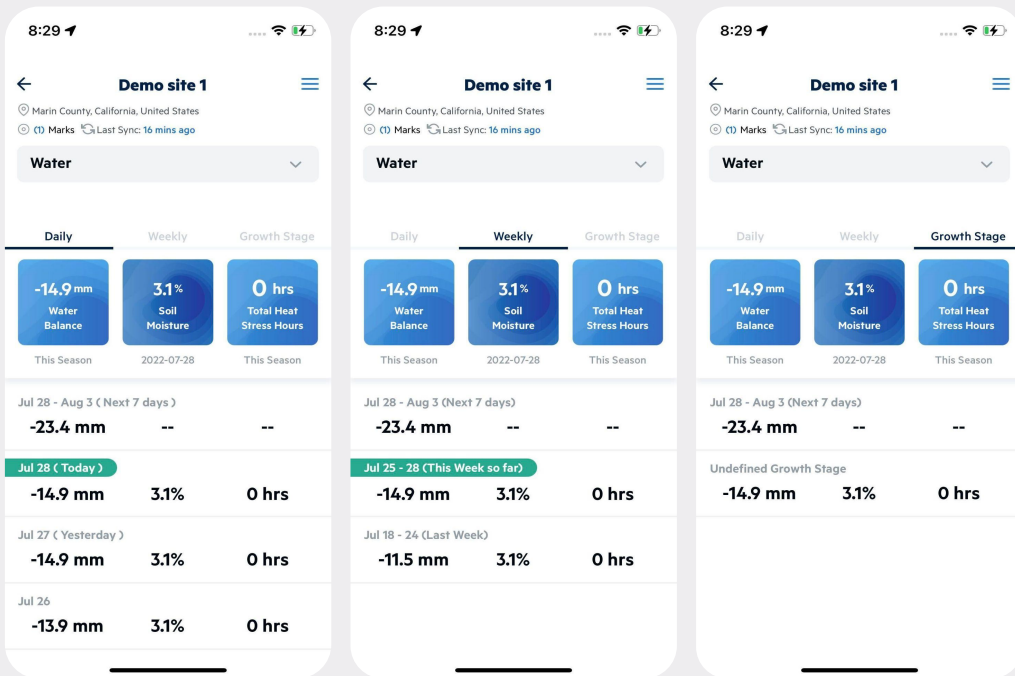 8:29
Demo site 1
Marin County, California, United States
(1) Marks Last Sync: 16 mins ago
Water
Daily Weekly Growth Stage
-14.9 mm 3.1% 0 hrs
Water Soil Total Heat
Balance Moisture Stress Hours
This Season 2022-07-28 This Season
Jul 28 - Aug 3 ( Next 7 days )
-23.4 mm -- --
Jul 28 ( Today )
-14.9 mm 3.1% 0 hrs
Jul 27 ( Yesterday )
-14.9 mm 3.1% 0 hrs
Jul 26
-13.9 mm 3.1% 0 hrs
8:29
Demo site 1
Marin County, California, United States
(1) Marks Last Sync: 16 mins ago
Water
Daily Weekly Growth Stage
-14.9 mm 3.1% 0 hrs
Water Soil Total Heat
Balance Moisture Stress Hours
This Season 2022-07-28 This Season
Jul 28 - Aug 3 (Next 7 days)
-23.4 mm -- --
Jul 25 - 28 (This Week so far)
-14.9 mm 3.1% 0 hrs
Jul 18 - 24 (Last Week)
-11.5 mm 3.1% 0 hrs
8:29
Demo site 1
Marin County, California, United States
(1) Marks Last Sync: 16 mins ago
Water
Daily Weekly Growth Stage
-14.9 mm 3.1% 0 hrs
Water Soil Total Heat
Balance Moisture Stress Hours
This Season 2022-07-28 This Season
Jul 28 - Aug 3 (Next 7 days)
-23.4 mm -- --
Undefined Growth Stage
-14.9 mm 3.1% 0 hrs